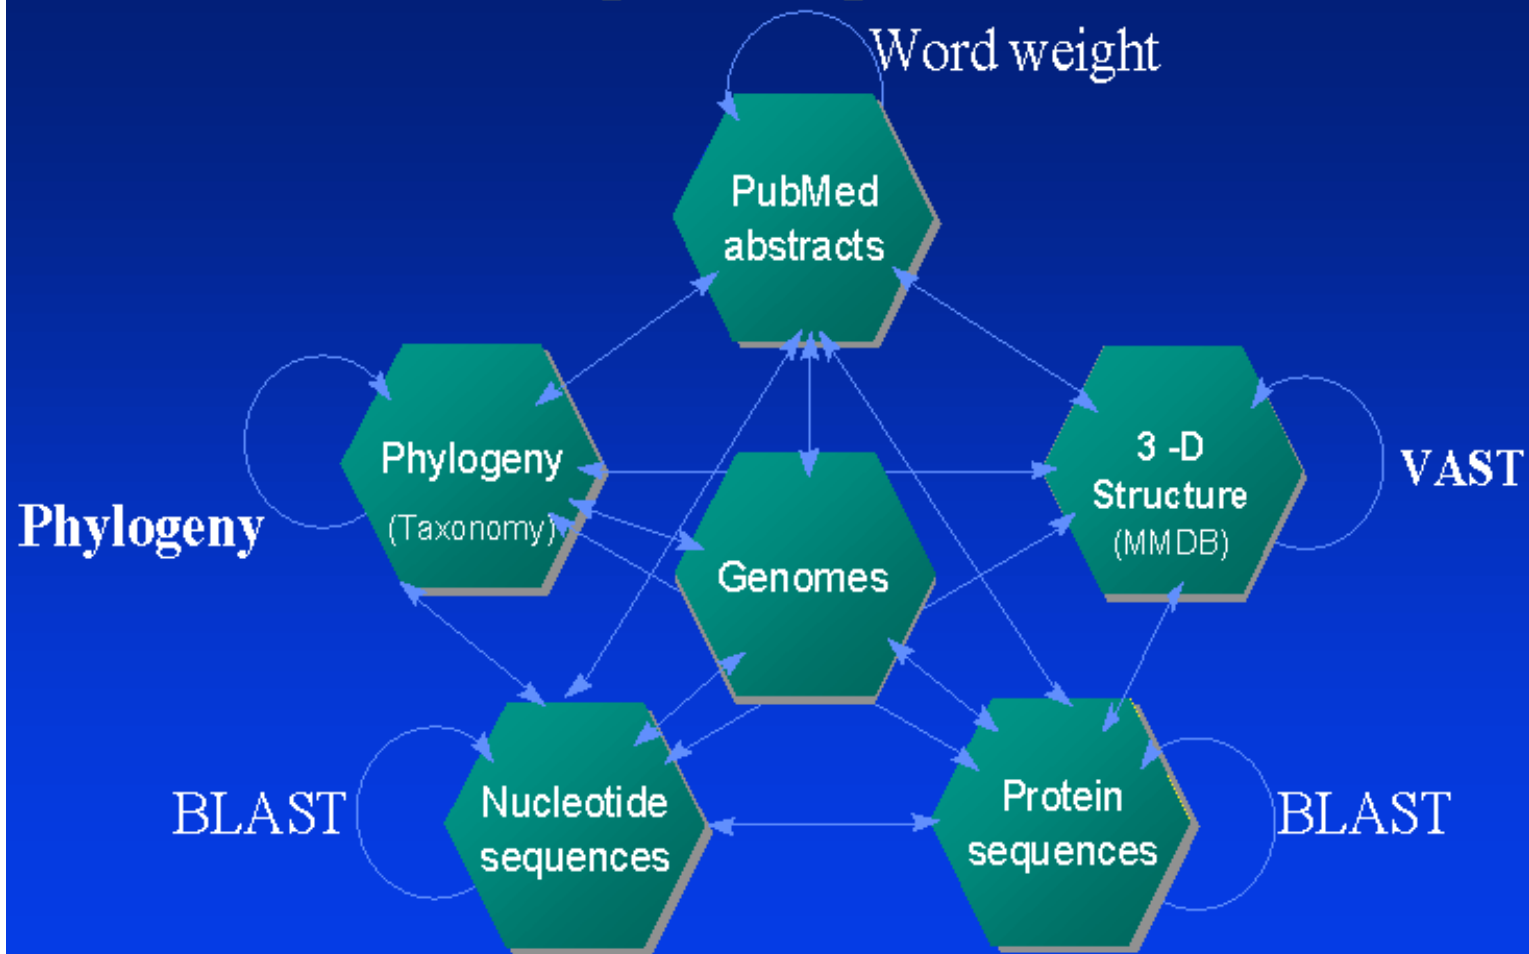 Word weight
PubMed
abstracts
Phylogeny
(Taxonomy)
Phylogeny
3 -D
Structure
(MMDB)
VAST
Genomes
Nucleotide
sequences
BLAST
Protein
sequences
BLAST